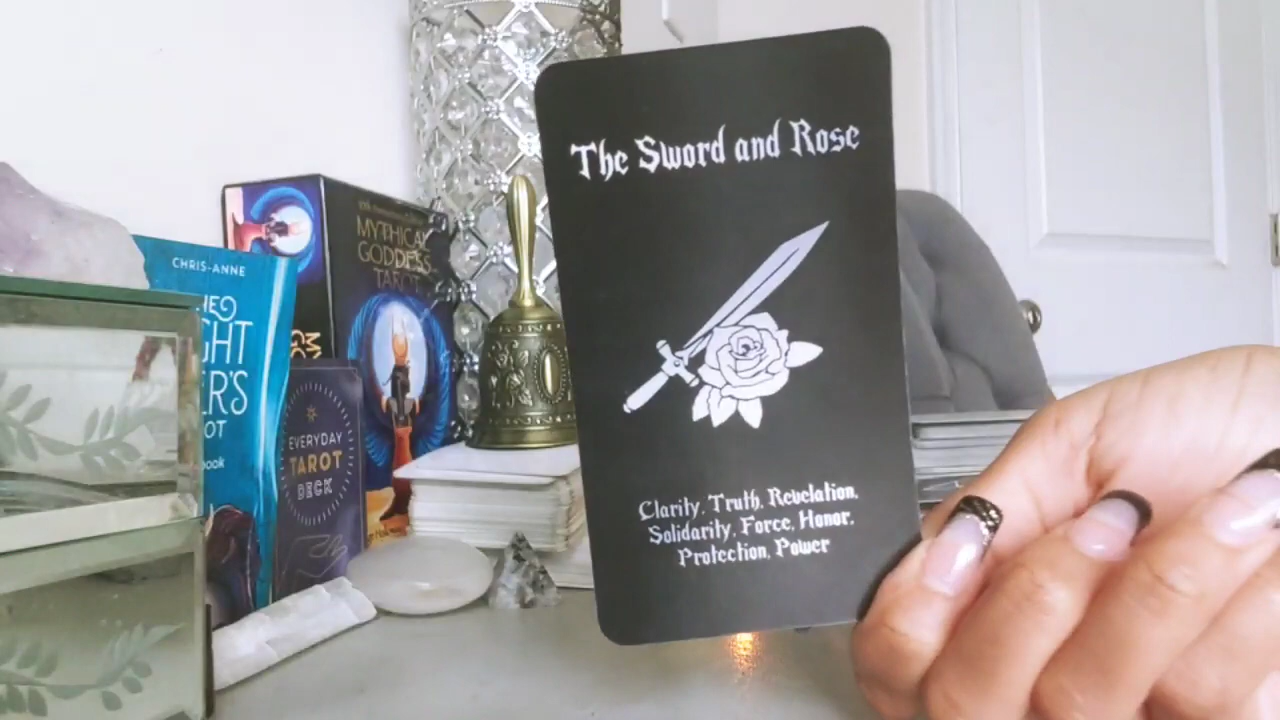 The Sword and Rose
Clarity, Truth, Revelation,
Solidarity, Force, Honor,
Protection, Power
CHRIS-ANNE
MYTHICAL
GODDESS
TAROT
EVERYDAY
TAROT
DECK